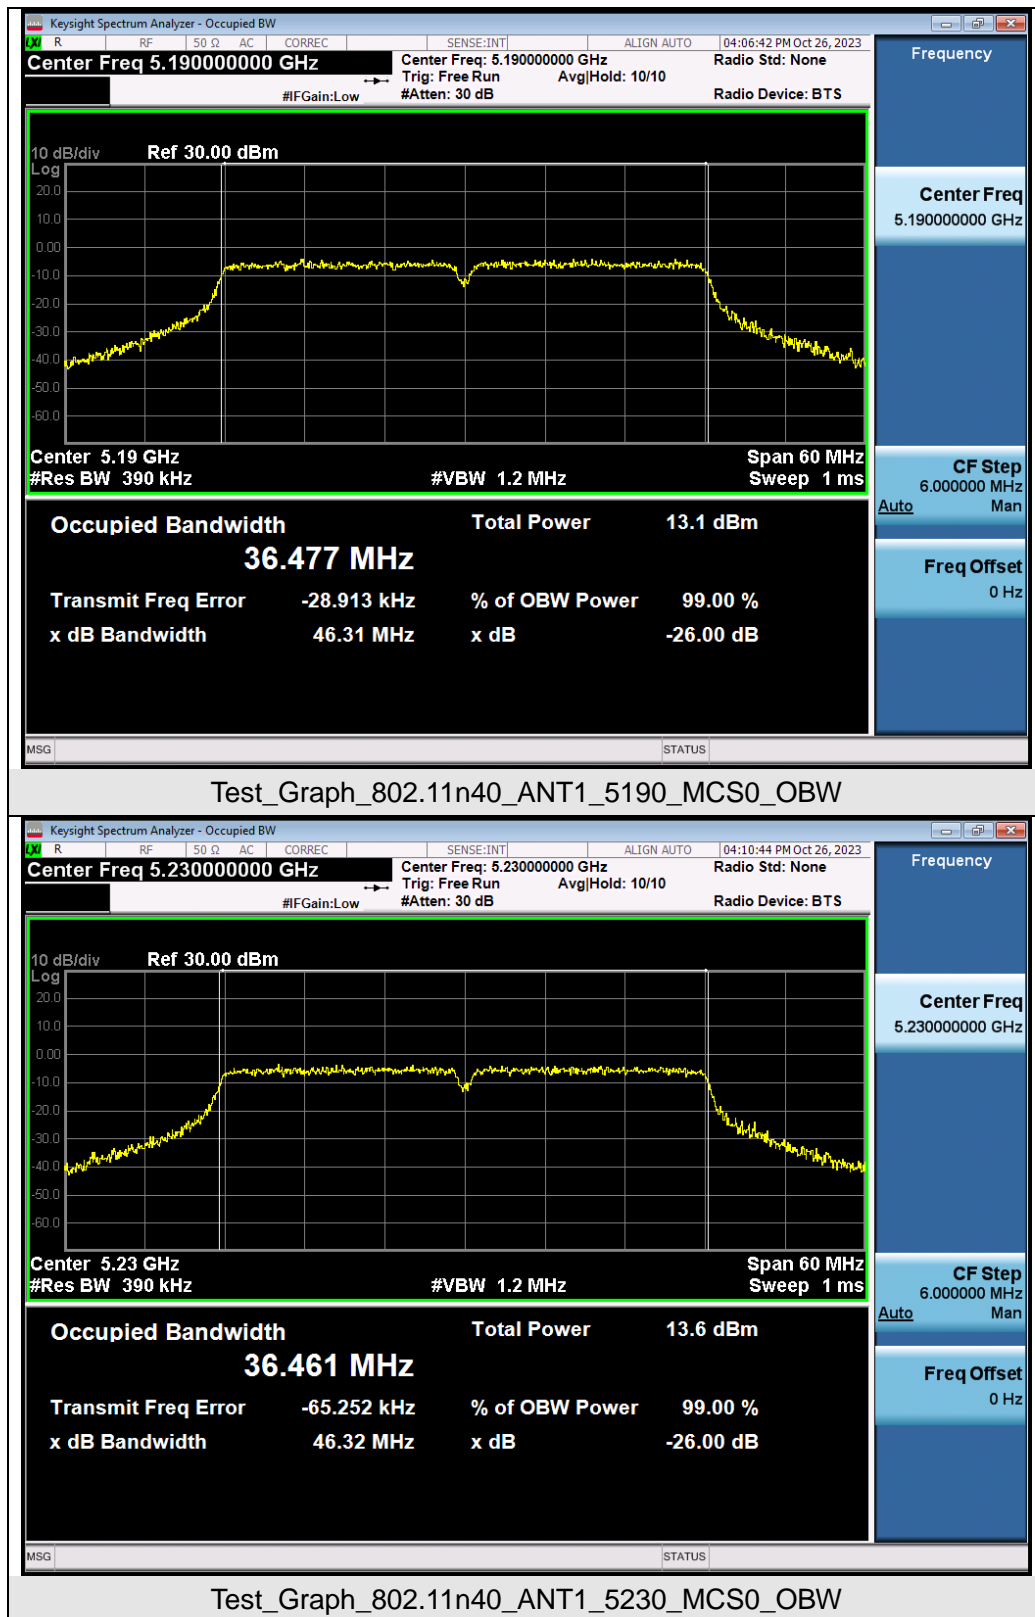 Keysight Spectrum Analyzer - Occupied BW
LXI R RF 50 Ω AC CORREC SENSE:INT ALIGN AUTO 04:06:42 PM Oct 26, 2023
Center Freq 5.190000000 GHz Center Freq: 5.190000000 GHz Radio Std: None Frequency
Trig: Free Run Avg|Hold: 10/10
#IFGain:Low #Atten: 30 dB Radio Device: BTS
10 dB/div Ref 30.00 dBm
Log
20.0
10.0
0.00
-10.0
-20.0
-30.0
-40.0
-50.0
-60.0
Center Freq
5.190000000 GHz
Center 5.19 GHz Span 60 MHz
#Res BW 390 kHz #VBW 1.2 MHz Sweep 1 ms
CF Step
6.000000 MHz
Auto Man
Occupied Bandwidth Total Power 13.1 dBm
36.477 MHz
Transmit Freq Error -28.913 kHz % of OBW Power 99.00 %
x dB Bandwidth 46.31 MHz x dB -26.00 dB
Freq Offset
0 Hz
MSG STATUS
Test_Graph_802.11n40_ANT1_5190_MCS0_OBW
Keysight Spectrum Analyzer - Occupied BW
LXI R RF 50 Ω AC CORREC SENSE:INT ALIGN AUTO 04:10:44 PM Oct 26, 2023
Center Freq 5.230000000 GHz Center Freq: 5.230000000 GHz Radio Std: None Frequency
Trig: Free Run Avg|Hold: 10/10
#IFGain:Low #Atten: 30 dB Radio Device: BTS
10 dB/div Ref 30.00 dBm
Log
20.0
10.0
0.00
-10.0
-20.0
-30.0
-40.0
-50.0
-60.0
Center Freq
5.230000000 GHz
Center 5.23 GHz Span 60 MHz
#Res BW 390 kHz #VBW 1.2 MHz Sweep 1 ms
CF Step
6.000000 MHz
Auto Man
Occupied Bandwidth Total Power 13.6 dBm
36.461 MHz
Transmit Freq Error -65.252 kHz % of OBW Power 99.00 %
x dB Bandwidth 46.32 MHz x dB -26.00 dB
Freq Offset
0 Hz
MSG STATUS
Test_Graph_802.11n40_ANT1_5230_MCS0_OBW